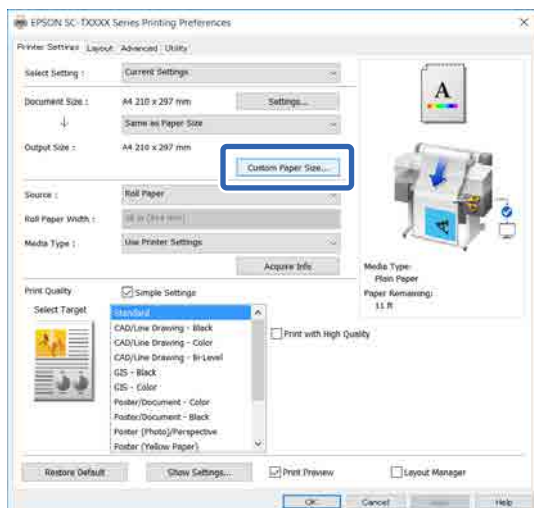 EPSON SC-TXXXX Series Printing Preferences
Printer Settings Layout Advanced Utility
Select Setting : Current Settings
Document Size : A4 210 x 297 mm Settings...
Same as Paper Size
Output Size : A4 210 x 297 mm
Custom Paper Size...
Source : Roll Paper
Roll Paper Width :
Media Type : Use Printer Settings
Acquire Info
Media Type:
Plain Paper
Paper Remaining:
11 ft
Print Quality Simple Settings
Select Target
Standard
CAD/Line Drawing - Black
CAD/Line Drawing - Color
CAD/Line Drawing - Bi-Level
GIS - Black
GIS - Color
Poster/Document - Color
Poster/Document - Black
Poster (Photo)/Perspective
Poster (Yellow Paper)
Print with High Quality
Restore Default Show Settings... Print Preview Layout Manager
OK Cancel Help
A